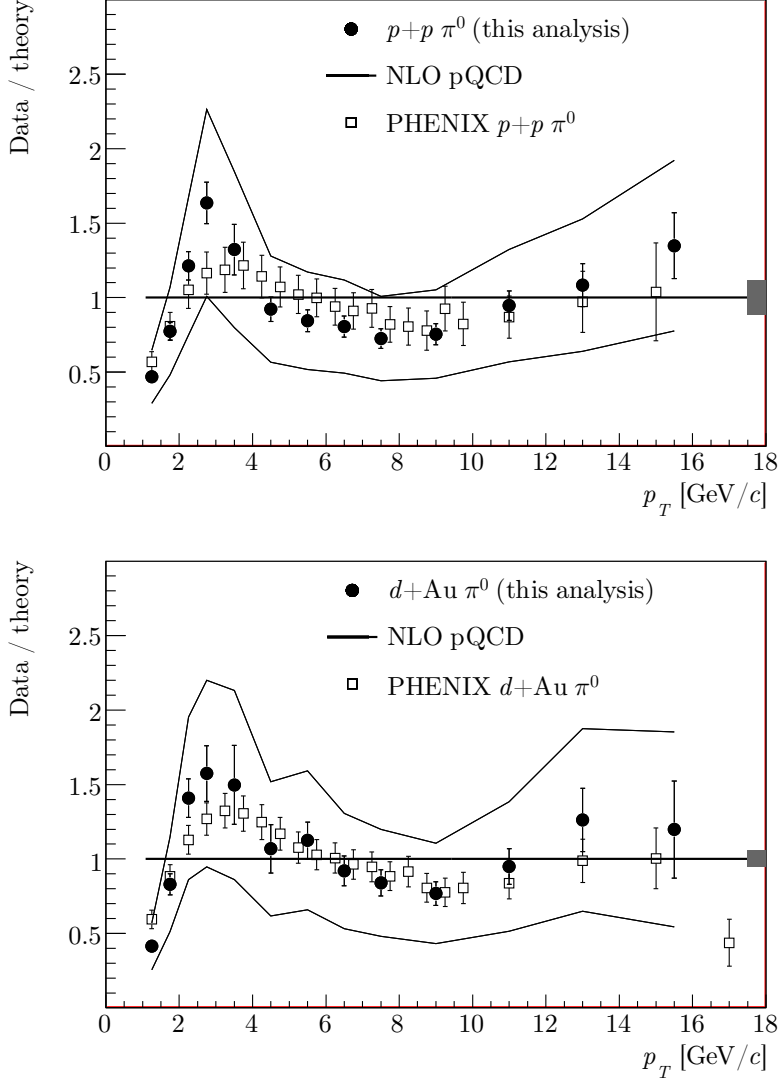 Data / theory
p+p π⁰ (this analysis)
NLO pQCD
PHENIX p+p π⁰
2.5
2
1.5
1
0.5
0 2 4 6 8 10 12 14 16 18
p_T [GeV/c]
Data / theory
d+Au π⁰ (this analysis)
NLO pQCD
PHENIX d+Au π⁰
2.5
2
1.5
1
0.5
0 2 4 6 8 10 12 14 16 18
p_T [GeV/c]